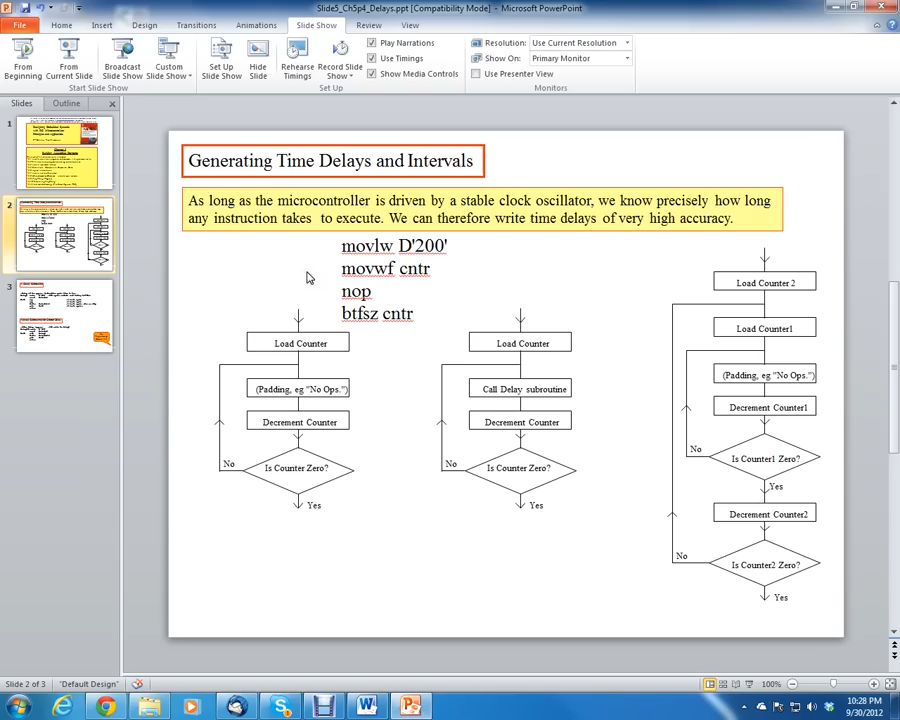 Slide5_Ch5p4_Delays.ppt [Compatibility Mode] - Microsoft PowerPoint
File Home Insert Design Transitions Animations Slide Show Review View
From Beginning
From Current Slide
Broadcast Slide Show
Custom Slide Show
Set Up Slide Show
Hide Slide
Rehearse Timings
Record Slide Show
Play Narrations
Use Timings
Show Media Controls
Resolution: Use Current Resolution
Show On: Primary Monitor
Use Presenter View
Start Slide Show
Set Up
Monitors
Slides Outline
1
2
3
Generating Time Delays and Intervals
As long as the microcontroller is driven by a stable clock oscillator, we know precisely how long
any instruction takes to execute. We can therefore write time delays of very high accuracy.
movlw D'200'
movwf cntr
nop
btfsz cntr
Load Counter
(Padding, eg "No Ops.")
Decrement Counter
Is Counter Zero?
No
Yes
Load Counter
Call Delay subroutine
Decrement Counter
Is Counter Zero?
No
Yes
Load Counter 2
Load Counter1
(Padding, eg "No Ops.")
Decrement Counter1
Is Counter1 Zero?
No
Yes
Decrement Counter2
Is Counter2 Zero?
No
Yes
Slide 2 of 3
"Default Design"
100%
10:28 PM
9/30/2012